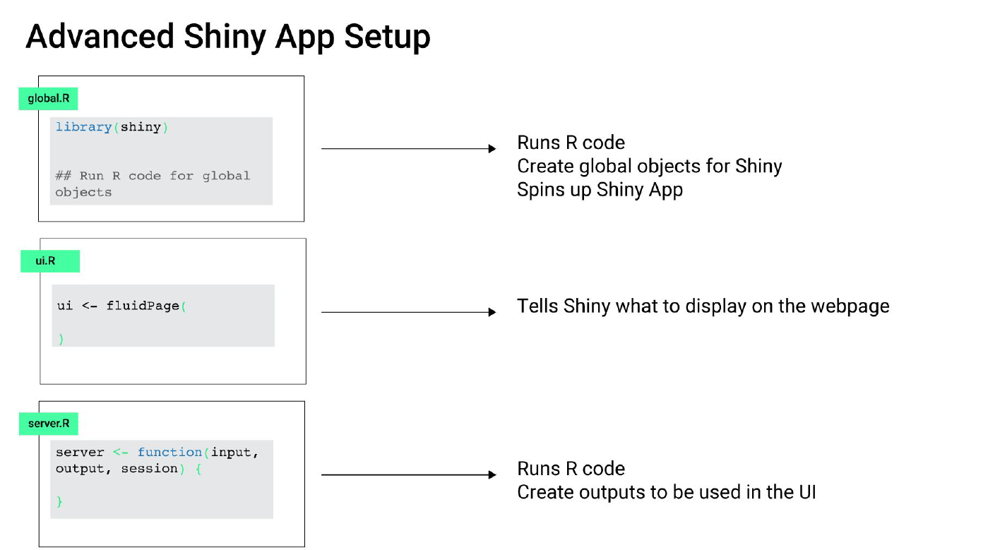 Advanced Shiny App Setup
global.R
library(shiny)
## Run R code for global
objects
Runs R code
Create global objects for Shiny
Spins up Shiny App
ui.R
ui <- fluidPage(
)
Tells Shiny what to display on the webpage
server.R
server <- function(input,
output, session) {
}
Runs R code
Create outputs to be used in the UI